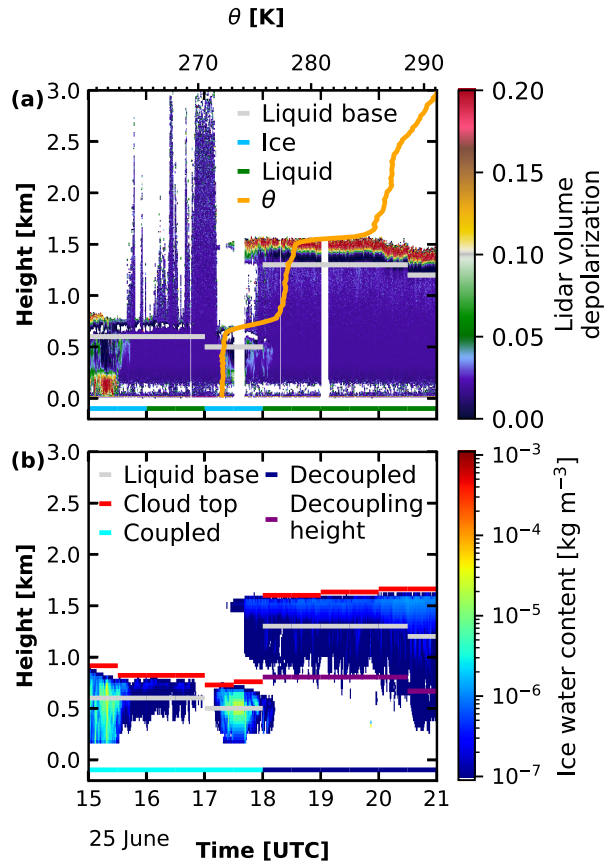 θ [K]
270 280 290
(a)
3.0
2.5
2.0
1.5
1.0
0.5
0.0
Height [km]
Liquid base
Ice
Liquid
θ
0.20
0.15
0.10
0.05
0.00
Lidar volume
depolarization
(b)
3.0
2.5
2.0
1.5
1.0
0.5
0.0
Height [km]
Liquid base
Cloud top
Coupled
Decoupled
Decoupling
height
10⁻³
10⁻⁴
10⁻⁵
10⁻⁶
10⁻⁷
Ice water content [kg m⁻³]
15 16 17 18 19 20 21
25 June
Time [UTC]